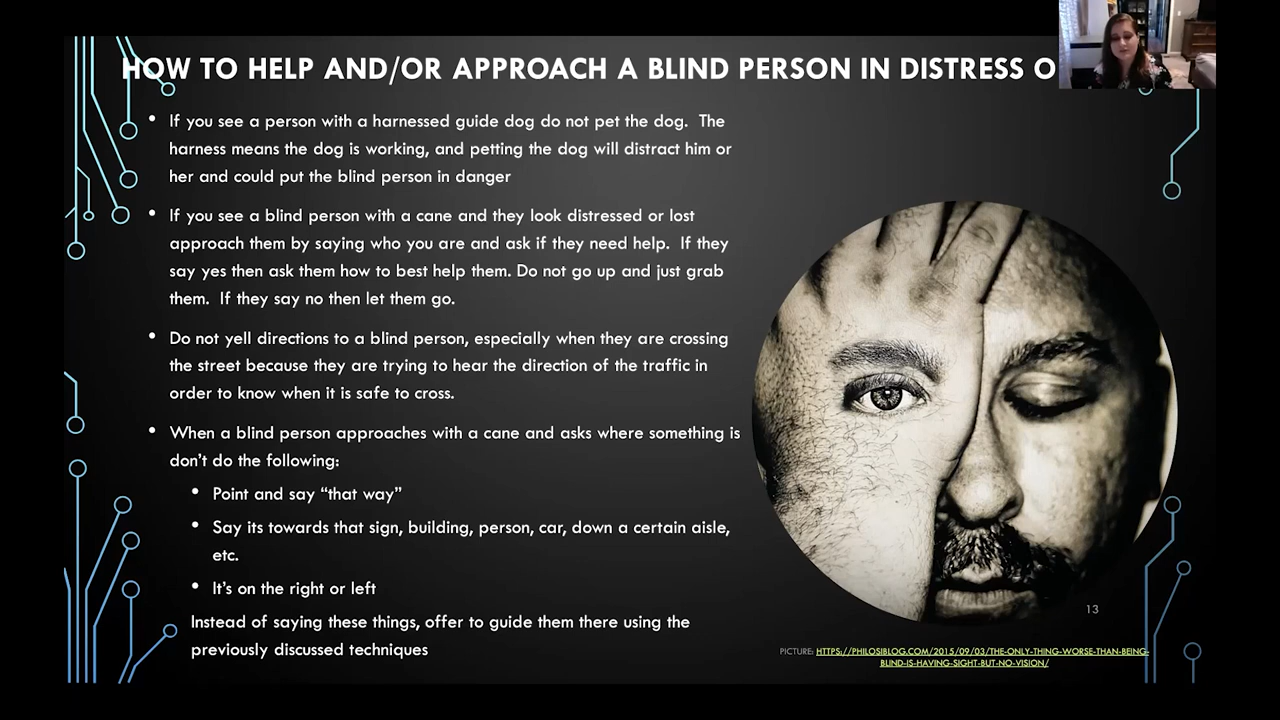 HOW TO HELP AND/OR APPROACH A BLIND PERSON IN DISTRESS O
If you see a person with a harnessed guide dog do not pet the dog.  The
harness means the dog is working, and petting the dog will distract him or
her and could put the blind person in danger
If you see a blind person with a cane and they look distressed or lost
approach them by saying who you are and ask if they need help.  If they
say yes then ask them how to best help them. Do not go up and just grab
them.  If they say no then let them go.
Do not yell directions to a blind person, especially when they are crossing
the street because they are trying to hear the direction of the traffic in
order to know when it is safe to cross.
When a blind person approaches with a cane and asks where something is
don't do the following:
Point and say “that way”
Say its towards that sign, building, person, car, down a certain aisle,
etc.
It's on the right or left
Instead of saying these things, offer to guide them there using the
previously discussed techniques
13
PICTURE: HTTPS://PHILOSIBLOG.COM/2015/09/03/THE-ONLY-THING-WORSE-THAN-BEING-
BLIND-IS-HAVING-SIGHT-BUT-NO-VISION/